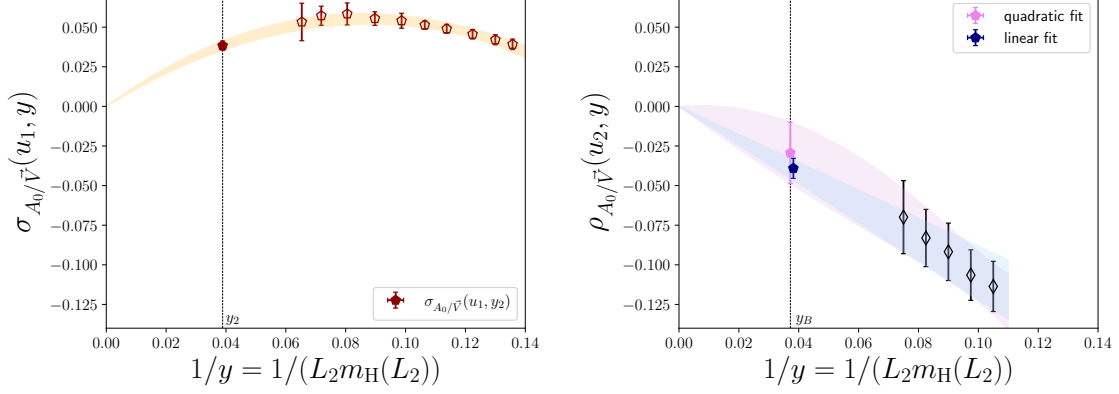 0.050
0.025
0.000
−0.025
−0.050
−0.075
−0.100
−0.125
σ_{A_0/\vec{V}}(u_1, y)
σ_{A_0/\vec{V}}(u_1, y_2)
y_2
0.00 0.02 0.04 0.06 0.08 0.10 0.12 0.14
1/y = 1/(L_2 m_H(L_2))
quadratic fit
linear fit
0.050
0.025
0.000
−0.025
−0.050
−0.075
−0.100
−0.125
ρ_{A_0/\vec{V}}(u_2, y)
y_B
0.00 0.02 0.04 0.06 0.08 0.10 0.12 0.14
1/y = 1/(L_2 m_H(L_2))